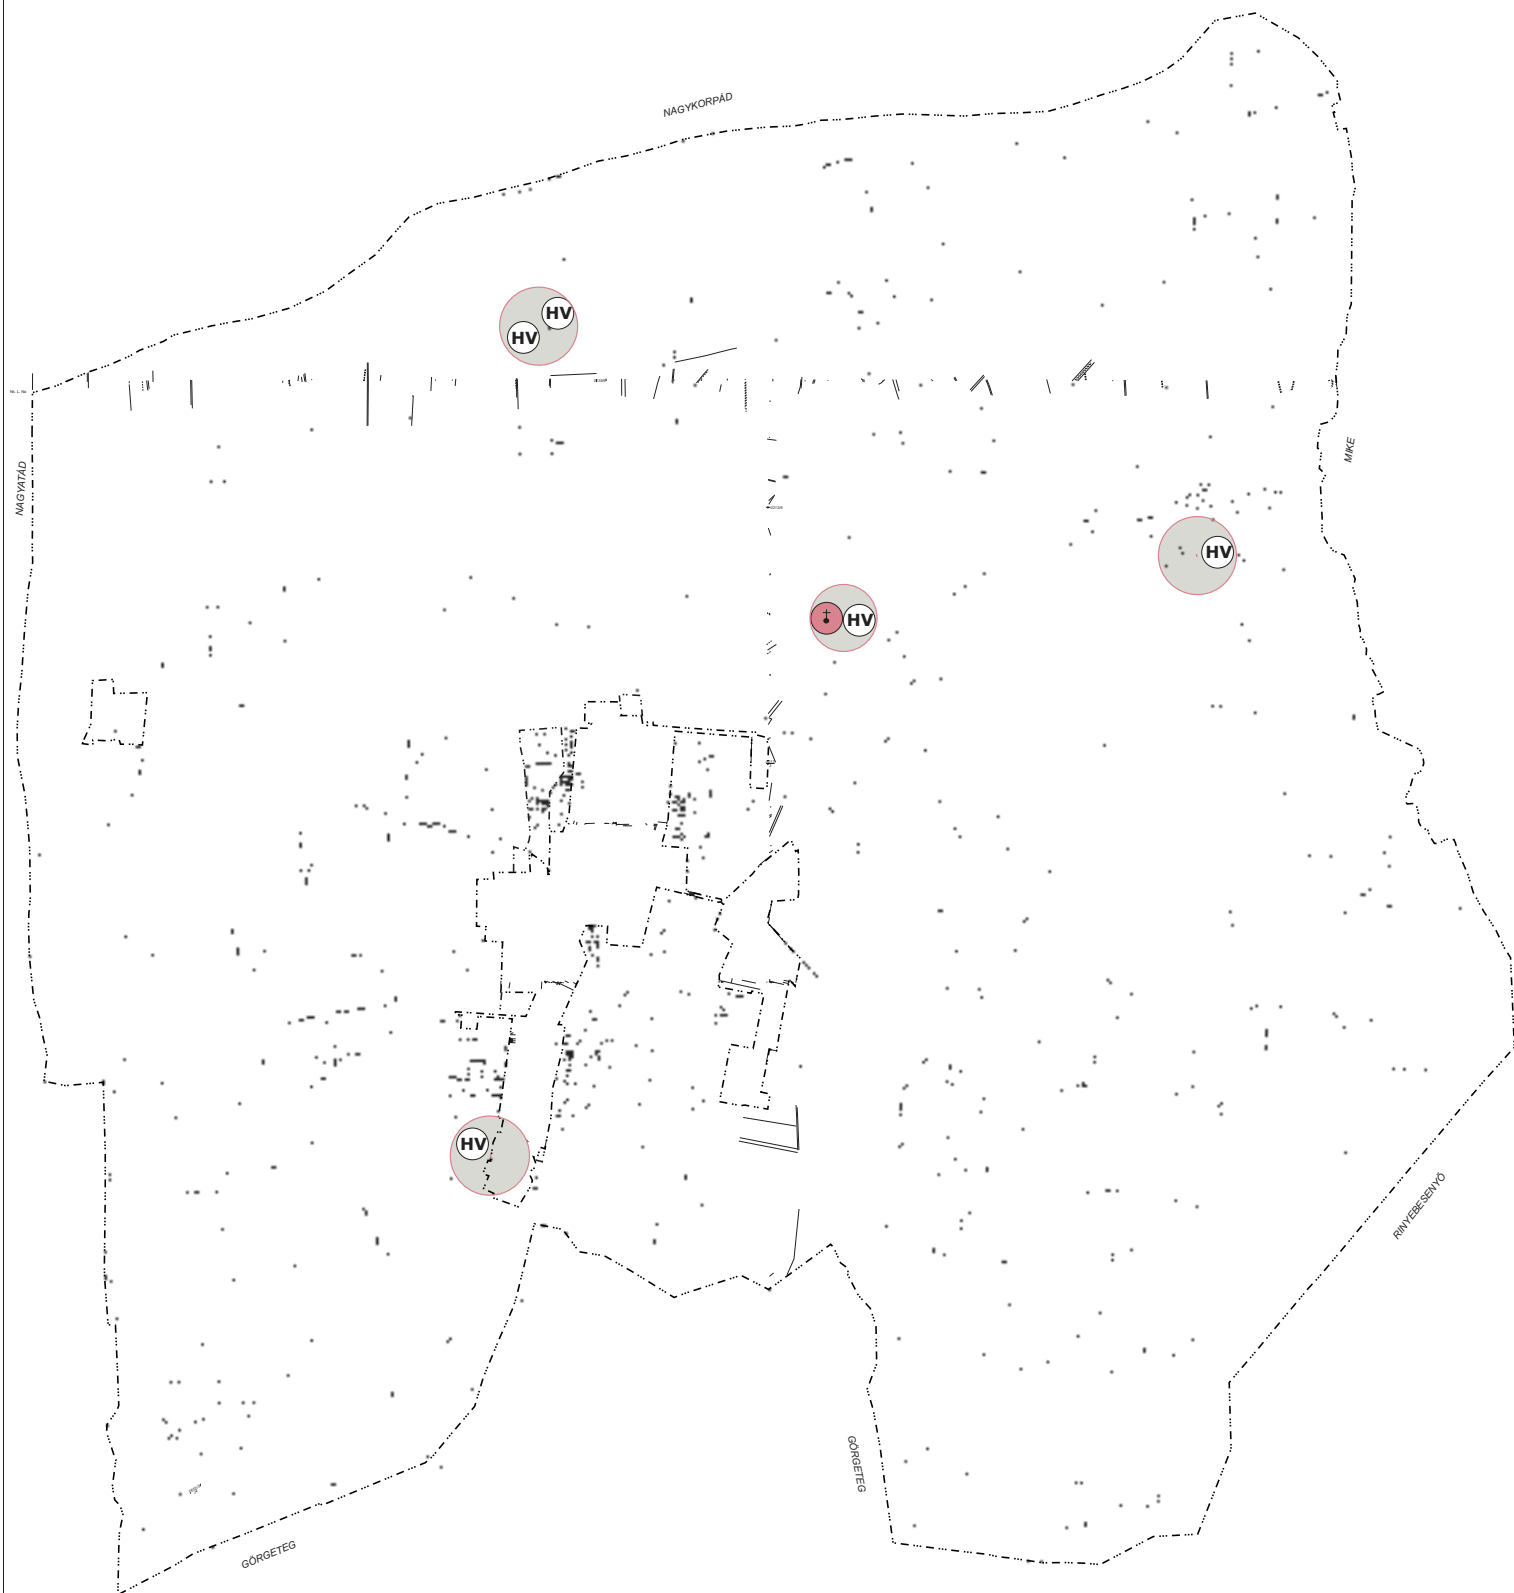 NAGYKORPÁD
HV
HV
NAGYATÁD
MIKE
HV
HV
HV
RINYEBESENYŐ
GÖRGETEG
GÖRGETEG